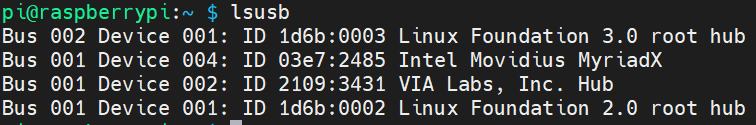 pi@raspberrypi:~ $ lsusb
Bus 002 Device 001: ID 1d6b:0003 Linux Foundation 3.0 root hub
Bus 001 Device 004: ID 03e7:2485 Intel Movidius MyriadX
Bus 001 Device 002: ID 2109:3431 VIA Labs, Inc. Hub
Bus 001 Device 001: ID 1d6b:0002 Linux Foundation 2.0 root hub